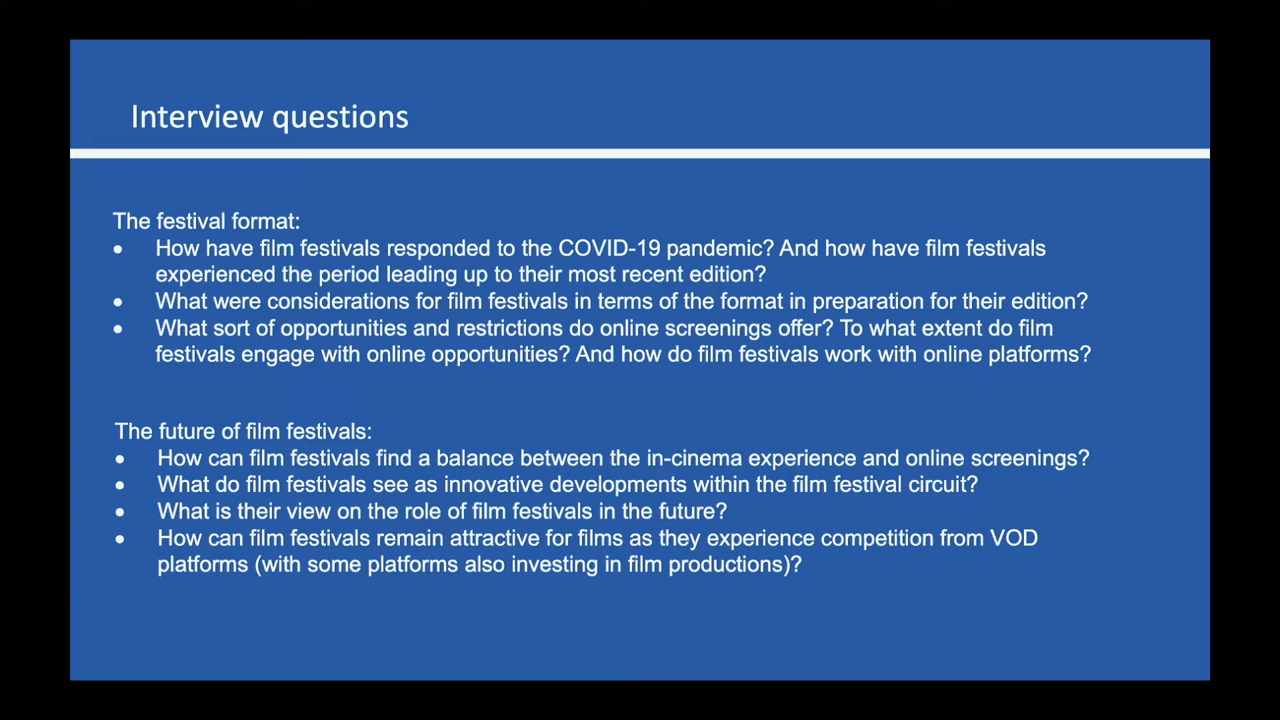 Interview questions
The festival format:
• How have film festivals responded to the COVID-19 pandemic? And how have film festivals
experienced the period leading up to their most recent edition?
• What were considerations for film festivals in terms of the format in preparation for their edition?
• What sort of opportunities and restrictions do online screenings offer? To what extent do film
festivals engage with online opportunities? And how do film festivals work with online platforms?
The future of film festivals:
• How can film festivals find a balance between the in-cinema experience and online screenings?
• What do film festivals see as innovative developments within the film festival circuit?
• What is their view on the role of film festivals in the future?
• How can film festivals remain attractive for films as they experience competition from VOD
platforms (with some platforms also investing in film productions)?